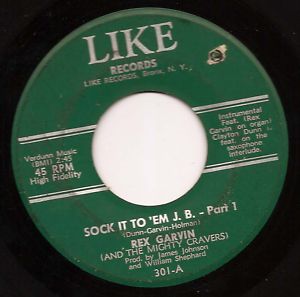 LIKE
RECORDS
LIKE RECORDS, Bronx, N. Y.
Verdunn Music
(BMI) 2:45
45 RPM
High Fidelity
Instrumental
Feat. (Rex
Garvin on organ)
Clayton Dunn
feat. on the
saxophone
Interlude.
SOCK IT TO 'EM J. B. - Part 1
(Dunn-Garvin-Holman)
REX GARVIN
(AND THE MIGHTY CRAVERS)
Prod. by James Johnson
and William Shephard
301-A